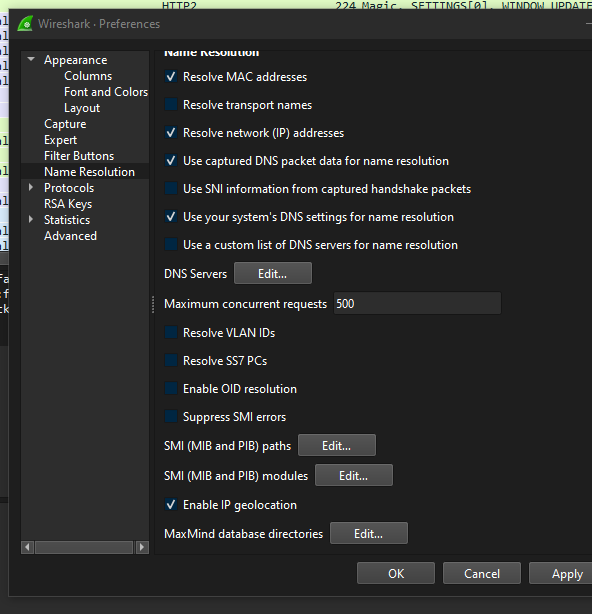 HTTP2 224 Magic, SETTINGS[0], WINDOW_UPDATE
Wireshark · Preferences
Appearance
Columns
Font and Colors
Layout
Capture
Expert
Filter Buttons
Name Resolution
Protocols
RSA Keys
Statistics
Advanced
Name Resolution
Resolve MAC addresses
Resolve transport names
Resolve network (IP) addresses
Use captured DNS packet data for name resolution
Use SNI information from captured handshake packets
Use your system's DNS settings for name resolution
Use a custom list of DNS servers for name resolution
DNS Servers Edit...
Maximum concurrent requests 500
Resolve VLAN IDs
Resolve SS7 PCs
Enable OID resolution
Suppress SMI errors
SMI (MIB and PIB) paths Edit...
SMI (MIB and PIB) modules Edit...
Enable IP geolocation
MaxMind database directories Edit...
OK Cancel Apply